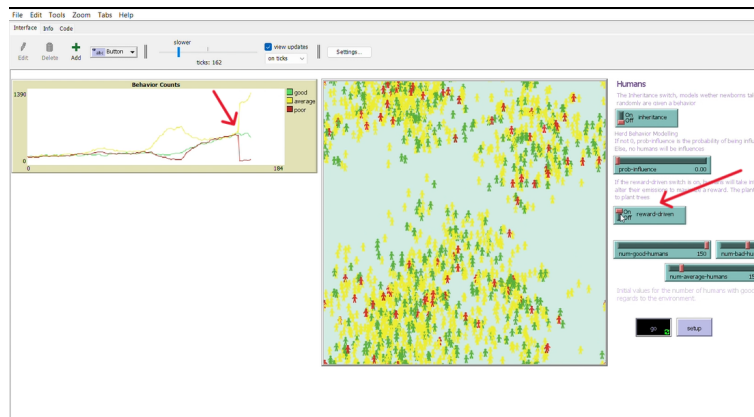 File Edit Tools Zoom Tabs Help
Interface Info Code
Edit Delete Add Button
slower
ticks: 162
view updates
on ticks
Settings...
Behavior Counts
1390
0
0 184
good
average
poor
Humans
The Inheritance switch, models wether newborns tak
randomly are given a behavior
On
Off inheritance
Herd Behavior Modelling
If not 0, prob-influence is the probability of being influ
Else, no humans will be influences
prob-influence 0.00
If the reward-driven switch is on, humans will take
alter their emissions to a reward. The plant
to plant trees
On
Off reward-driven
num-good-humans 150
num-bad-hu
num-average-humans 15
Initial values for the number of humans with good
regards to the environment.
go
setup